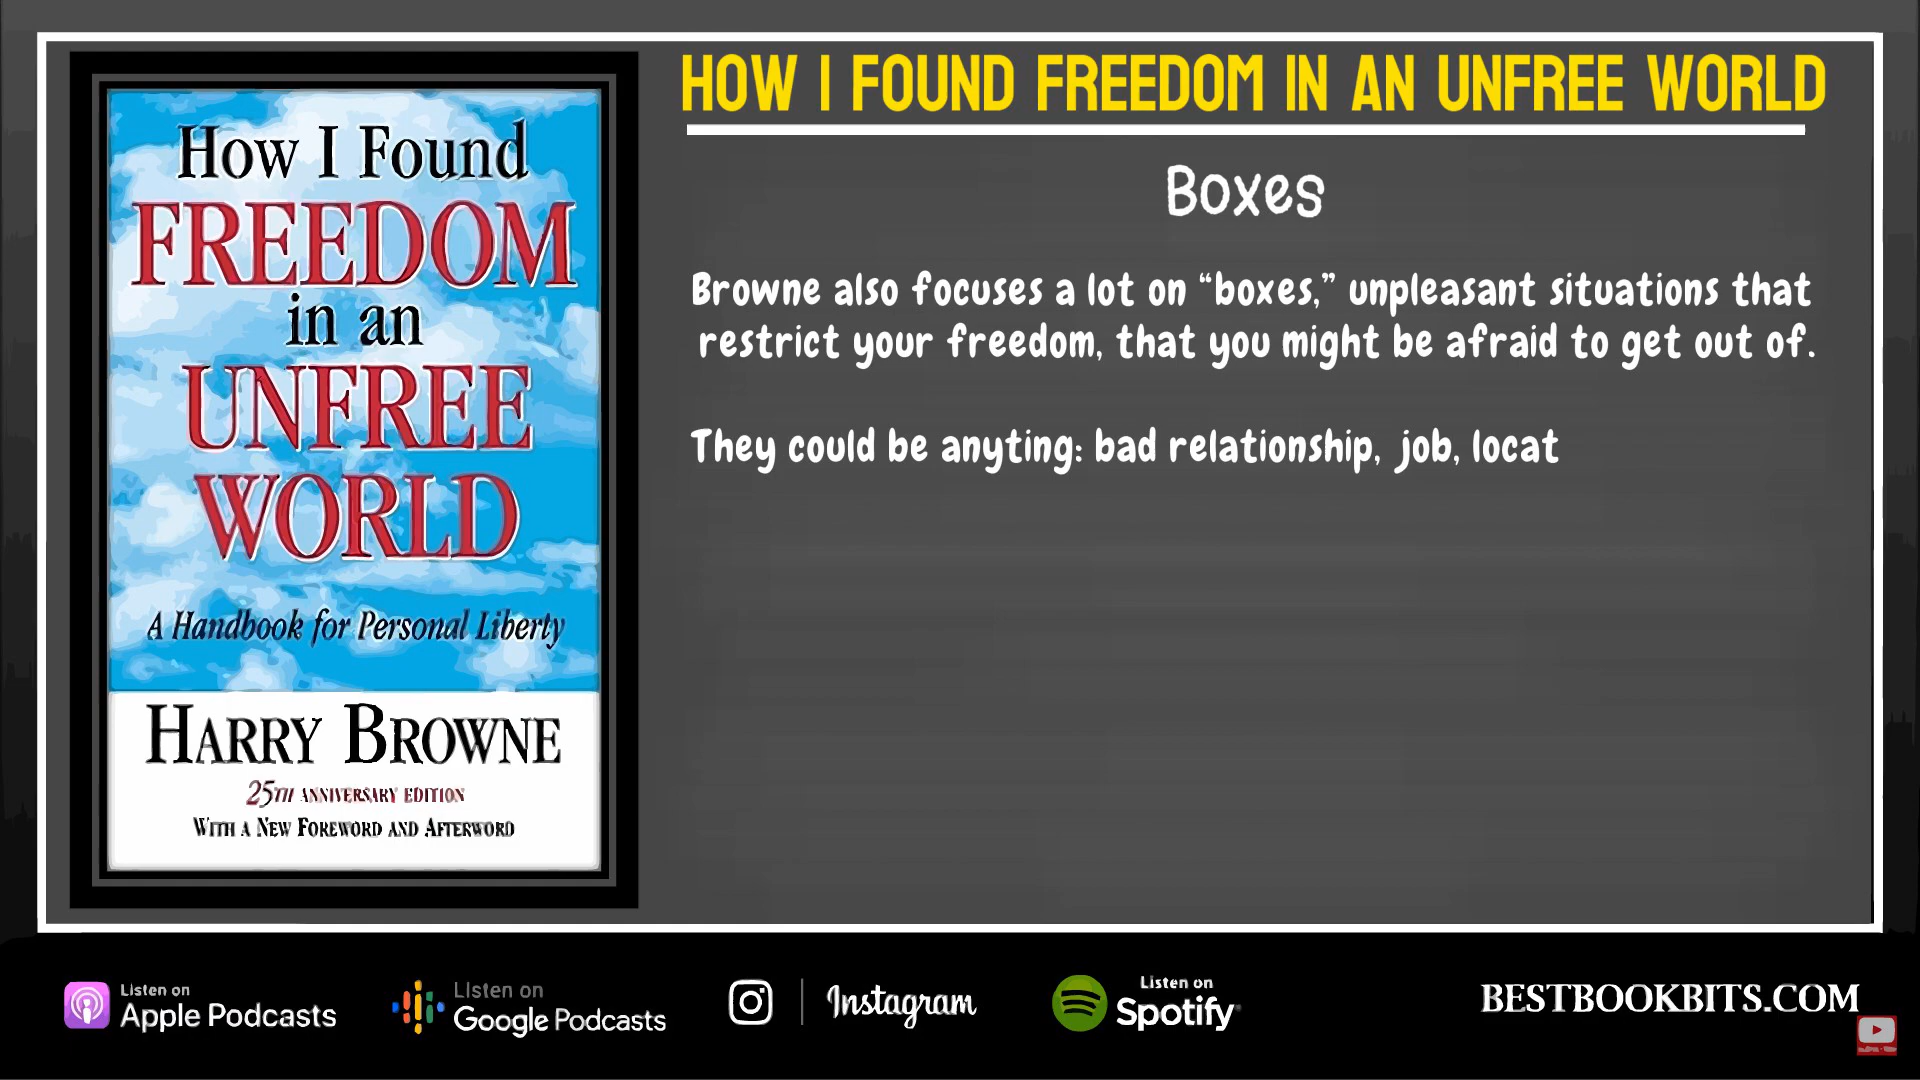 How I Found
FREEDOM
in an
UNFREE
WORLD
A Handbook for Personal Liberty
HARRY BROWNE
25TH ANNIVERSARY EDITION
WITH A NEW FOREWORD AND AFTERWORD
HOW I FOUND FREEDOM IN AN UNFREE WORLD
Boxes
Browne also focuses a lot on “boxes,” unpleasant situations that
restrict your freedom, that you might be afraid to get out of.
They could be anyting: bad relationship, job, locat
Listen on
Apple Podcasts
Listen on
Google Podcasts
Instagram
Listen on
Spotify
BESTBOOKBITS.COM